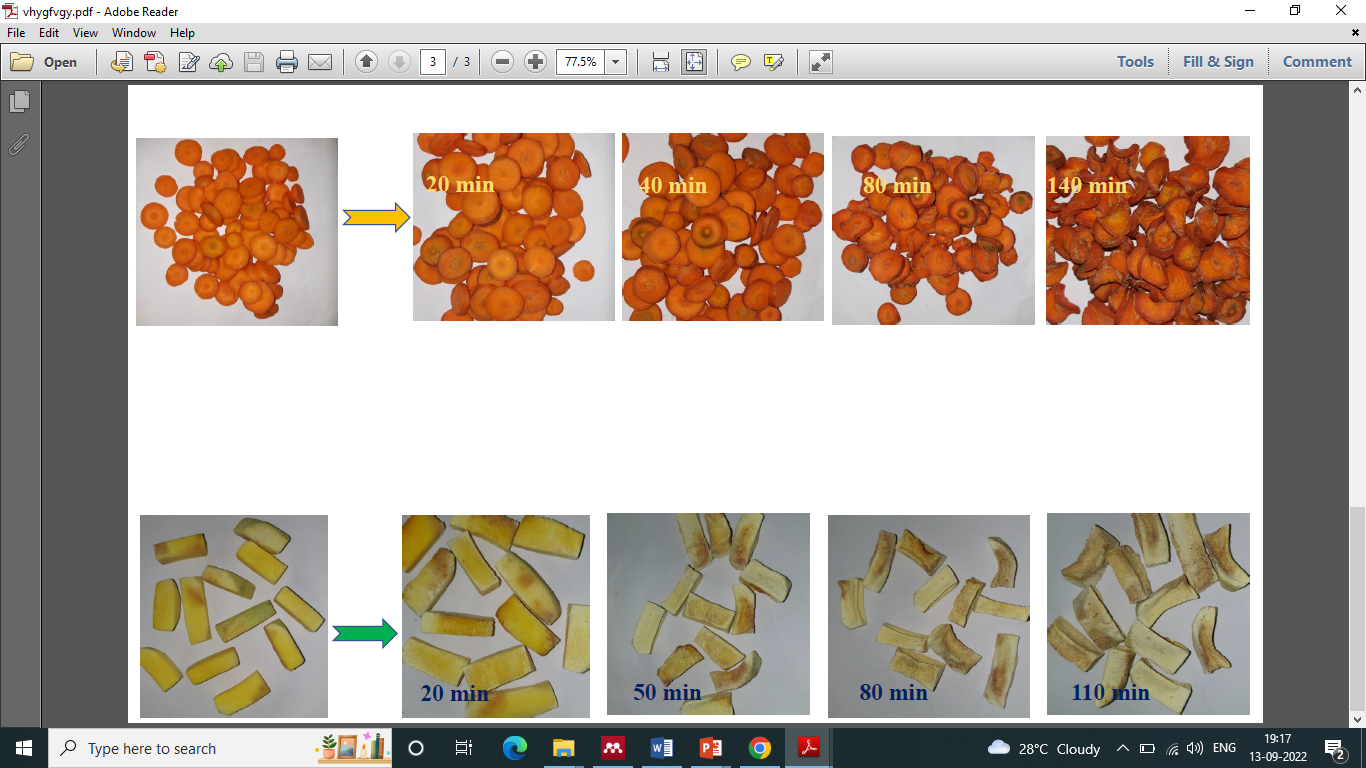 vhygfvgy.pdf - Adobe Reader
File Edit View Window Help
Open 3 / 3 77.5% Tools Fill & Sign Comment
20 min 40 min 80 min 140 min
20 min 50 min 80 min 110 min
Type here to search 28°C Cloudy ENG 19:17
13-09-2022 2